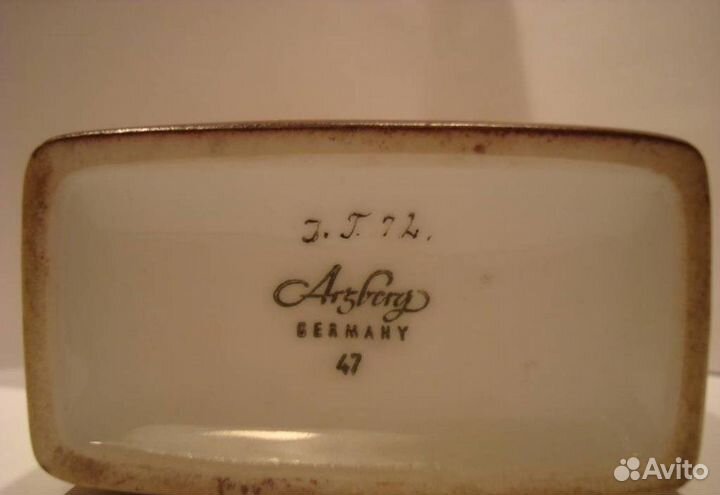 J. T. 72.
Arzberg
GERMANY
47
Avito